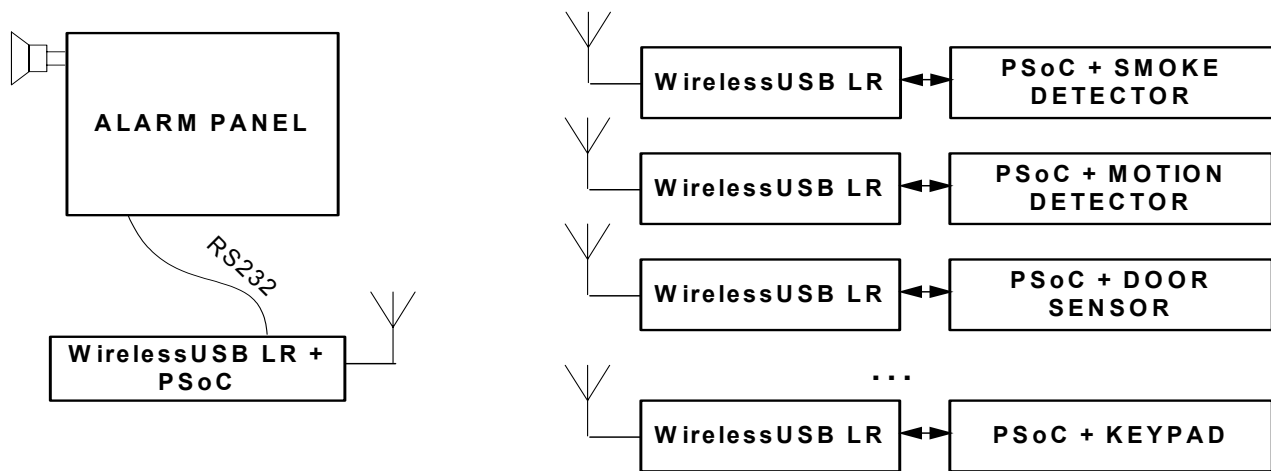 ALARM PANEL
RS232
WirelessUSB LR +
PSoC
WirelessUSB LR
PSoC + SMOKE
DETECTOR
WirelessUSB LR
PSoC + MOTION
DETECTOR
WirelessUSB LR
PSoC + DOOR
SENSOR
...
WirelessUSB LR
PSoC + KEYPAD